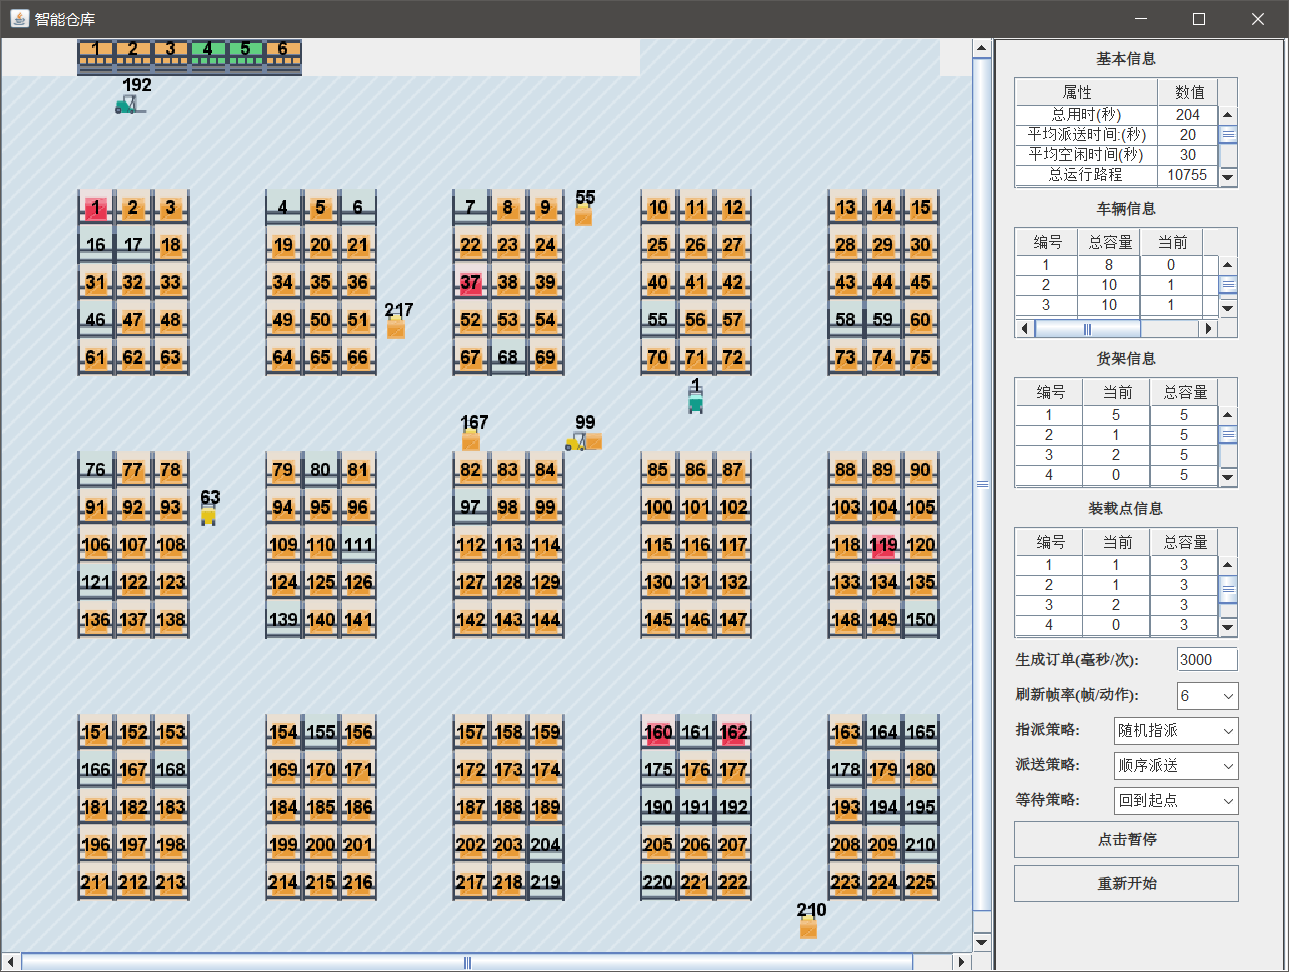 智能仓库
1 2 3 4 5 6
192
55
1 2 3 4 5 6 7 8 9 10 11 12 13 14 15
16 17 18 19 20 21 22 23 24 25 26 27 28 29 30
31 32 33 34 35 36 37 38 39 40 41 42 43 44 45
217
46 47 48 49 50 51 52 53 54 55 56 57 58 59 60
61 62 63 64 65 66 67 68 69 70 71 72 73 74 75
1
167 99
76 77 78 79 80 81 82 83 84 85 86 87 88 89 90
63
91 92 93 94 95 96 97 98 99 100 101 102 103 104 105
106 107 108 109 110 111 112 113 114 115 116 117 118 119 120
121 122 123 124 125 126 127 128 129 130 131 132 133 134 135
136 137 138 139 140 141 142 143 144 145 146 147 148 149 150
151 152 153 154 155 156 157 158 159 160 161 162 163 164 165
166 167 168 169 170 171 172 173 174 175 176 177 178 179 180
181 182 183 184 185 186 187 188 189 190 191 192 193 194 195
196 197 198 199 200 201 202 203 204 205 206 207 208 209 210
211 212 213 214 215 216 217 218 219 220 221 222 223 224 225
210
基本信息
属性 数值
总用时(秒) 204
平均派送时间:(秒) 20
平均空闲时间(秒) 30
总运行路程 10755
车辆信息
编号 总容量 当前
1 8 0
2 10 1
3 10 1
货架信息
编号 当前 总容量
1 5 5
2 1 5
3 2 5
4 0 5
装载点信息
编号 当前 总容量
1 1 3
2 1 3
3 2 3
4 0 3
生成订单(毫秒/次): 3000
刷新帧率(帧/动作): 6
指派策略: 随机指派
派送策略: 顺序派送
等待策略: 回到起点
点击暂停
重新开始